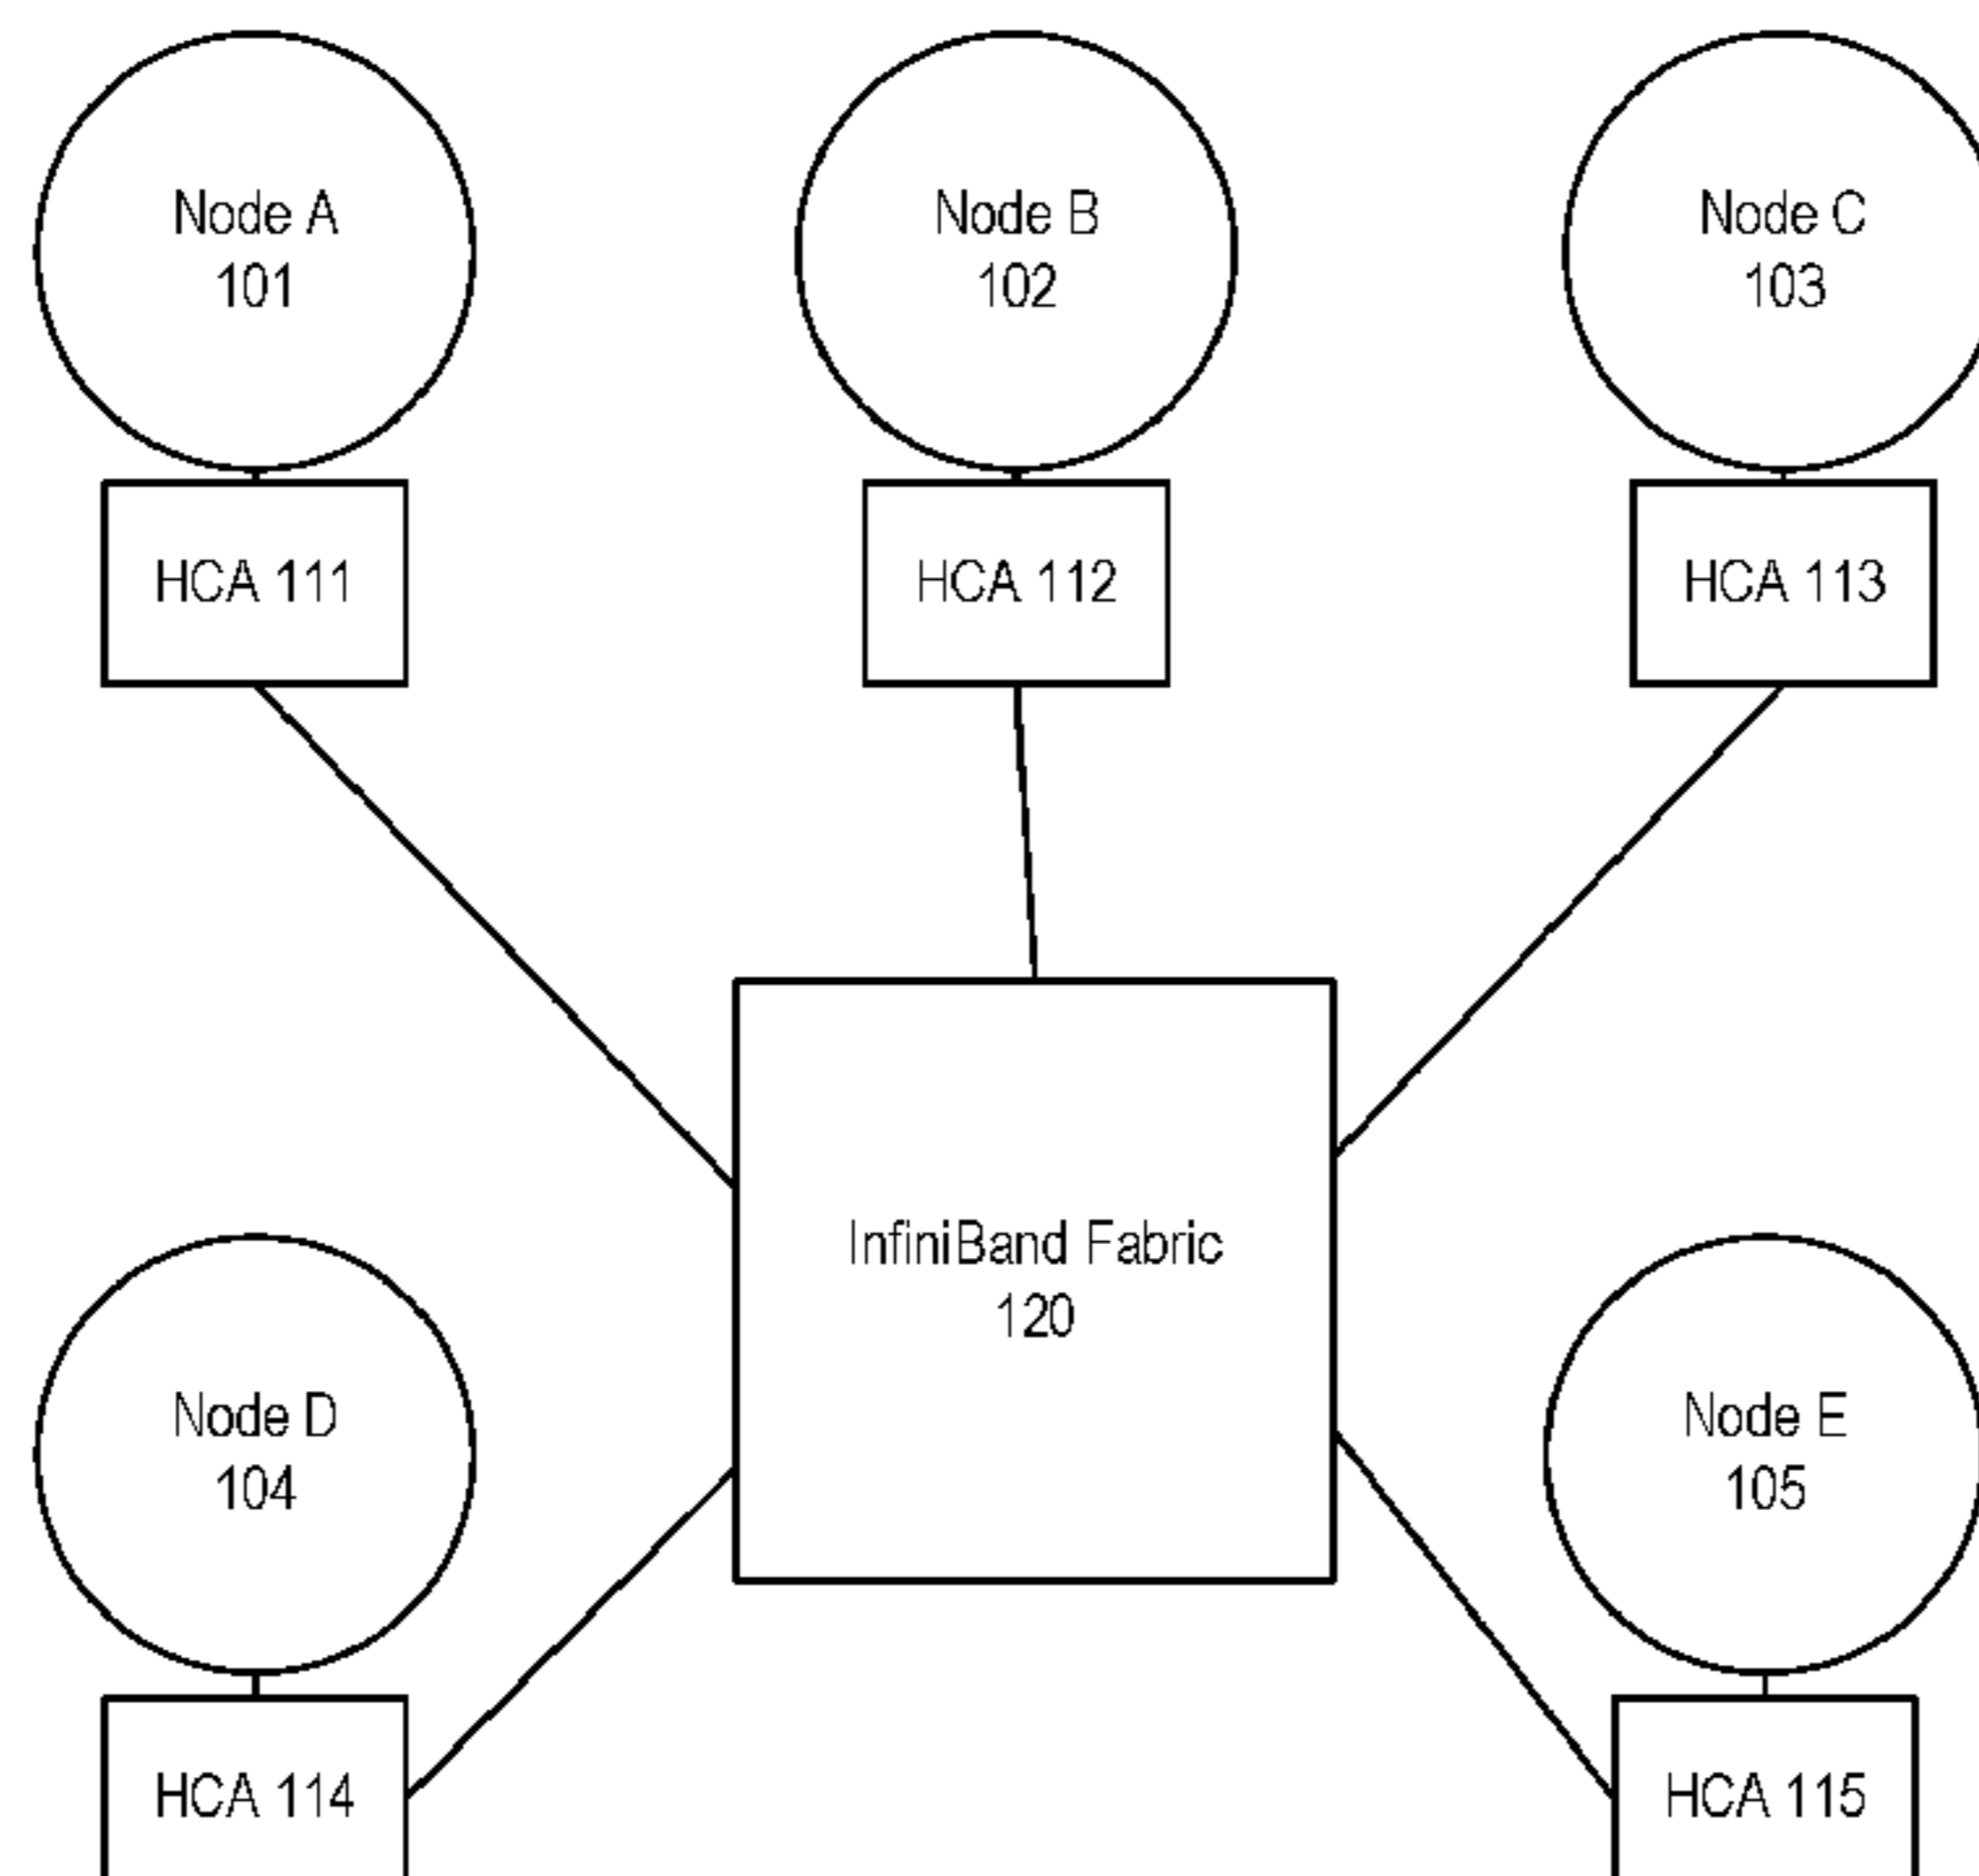 Node A
101
Node B
102
Node C
103
HCA 111
HCA 112
HCA 113
InfiniBand Fabric
120
Node D
104
Node E
105
HCA 114
HCA 115